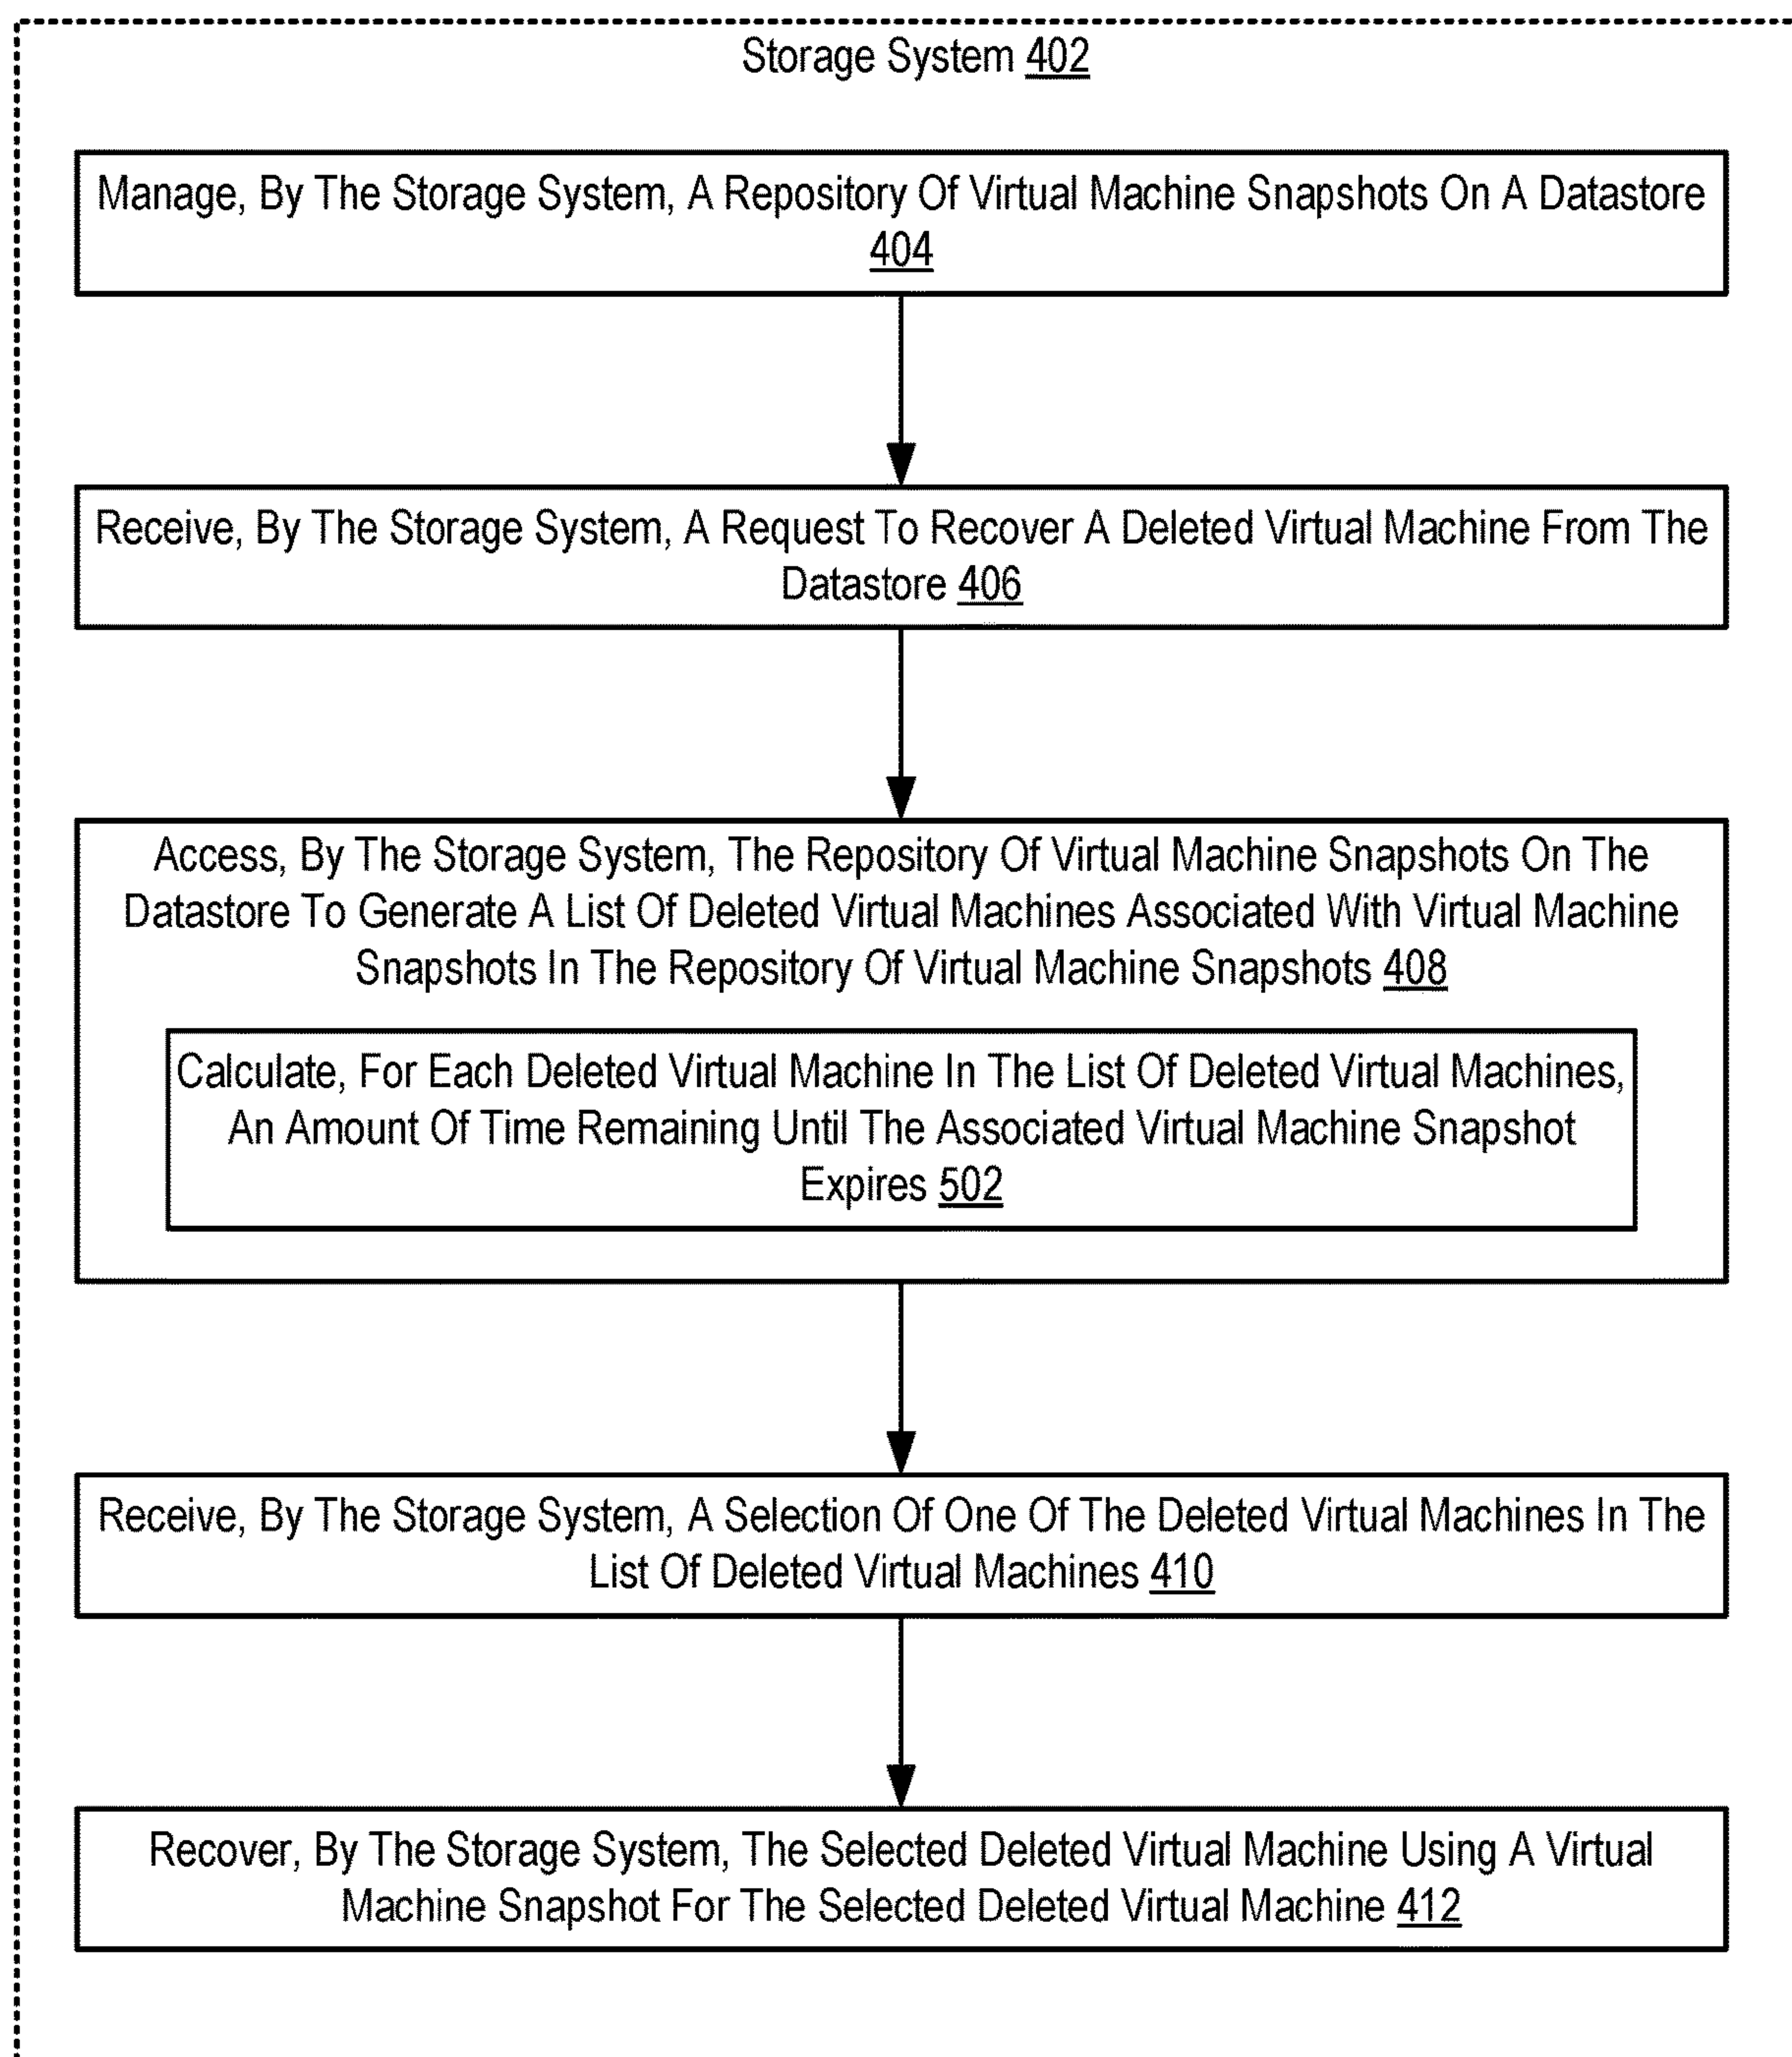 Storage System 402
Manage, By The Storage System, A Repository Of Virtual Machine Snapshots On A Datastore
404
Receive, By The Storage System, A Request To Recover A Deleted Virtual Machine From The
Datastore 406
Access, By The Storage System, The Repository Of Virtual Machine Snapshots On The
Datastore To Generate A List Of Deleted Virtual Machines Associated With Virtual Machine
Snapshots In The Repository Of Virtual Machine Snapshots 408
Calculate, For Each Deleted Virtual Machine In The List Of Deleted Virtual Machines,
An Amount Of Time Remaining Until The Associated Virtual Machine Snapshot
Expires 502
Receive, By The Storage System, A Selection Of One Of The Deleted Virtual Machines In The
List Of Deleted Virtual Machines 410
Recover, By The Storage System, The Selected Deleted Virtual Machine Using A Virtual
Machine Snapshot For The Selected Deleted Virtual Machine 412